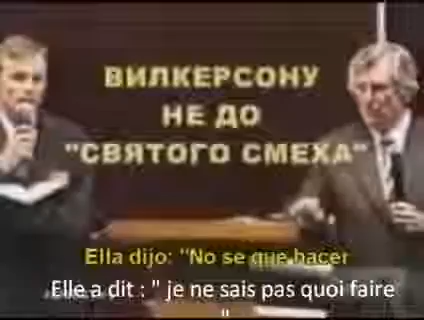 ВИЛКЕРСОНУ
НЕ ДО
"СВЯТОГО СМЕХА"
Ella dijo: "No se que hacer
Elle a dit : " je ne sais pas quoi faire
"